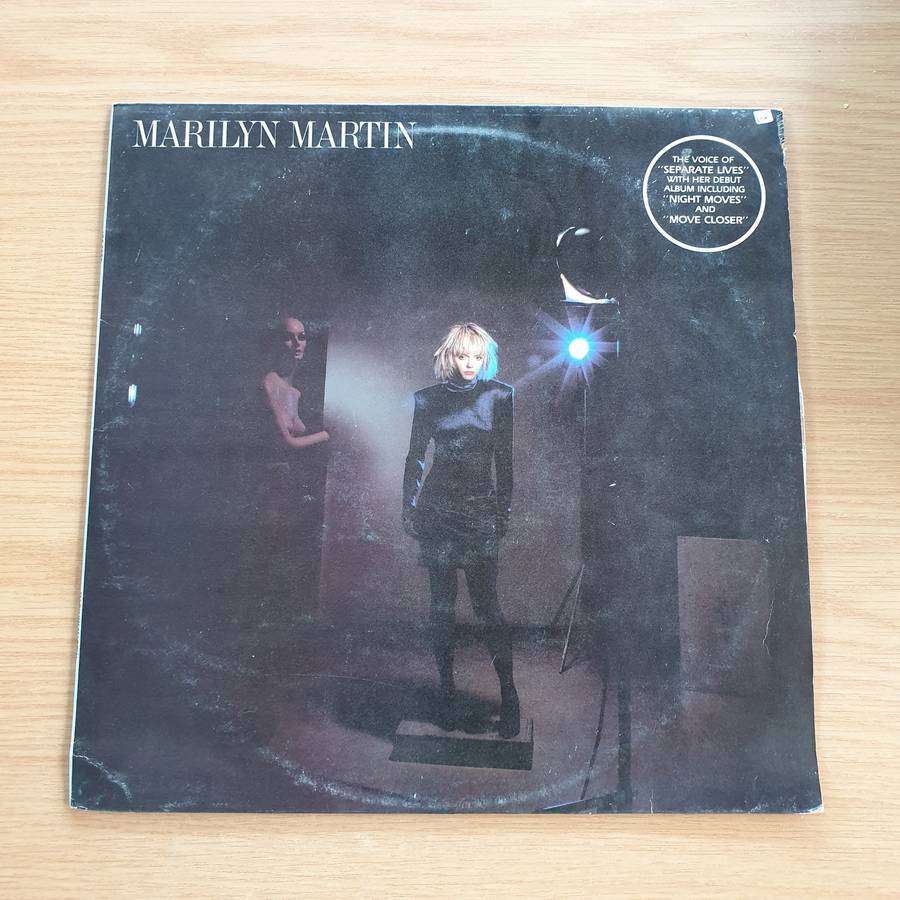 MARILYN MARTIN
THE VOICE OF
"SEPARATE LIVES"
WITH HER DEBUT
ALBUM INCLUDING
"NIGHT MOVES"
AND
"MOVE CLOSER"